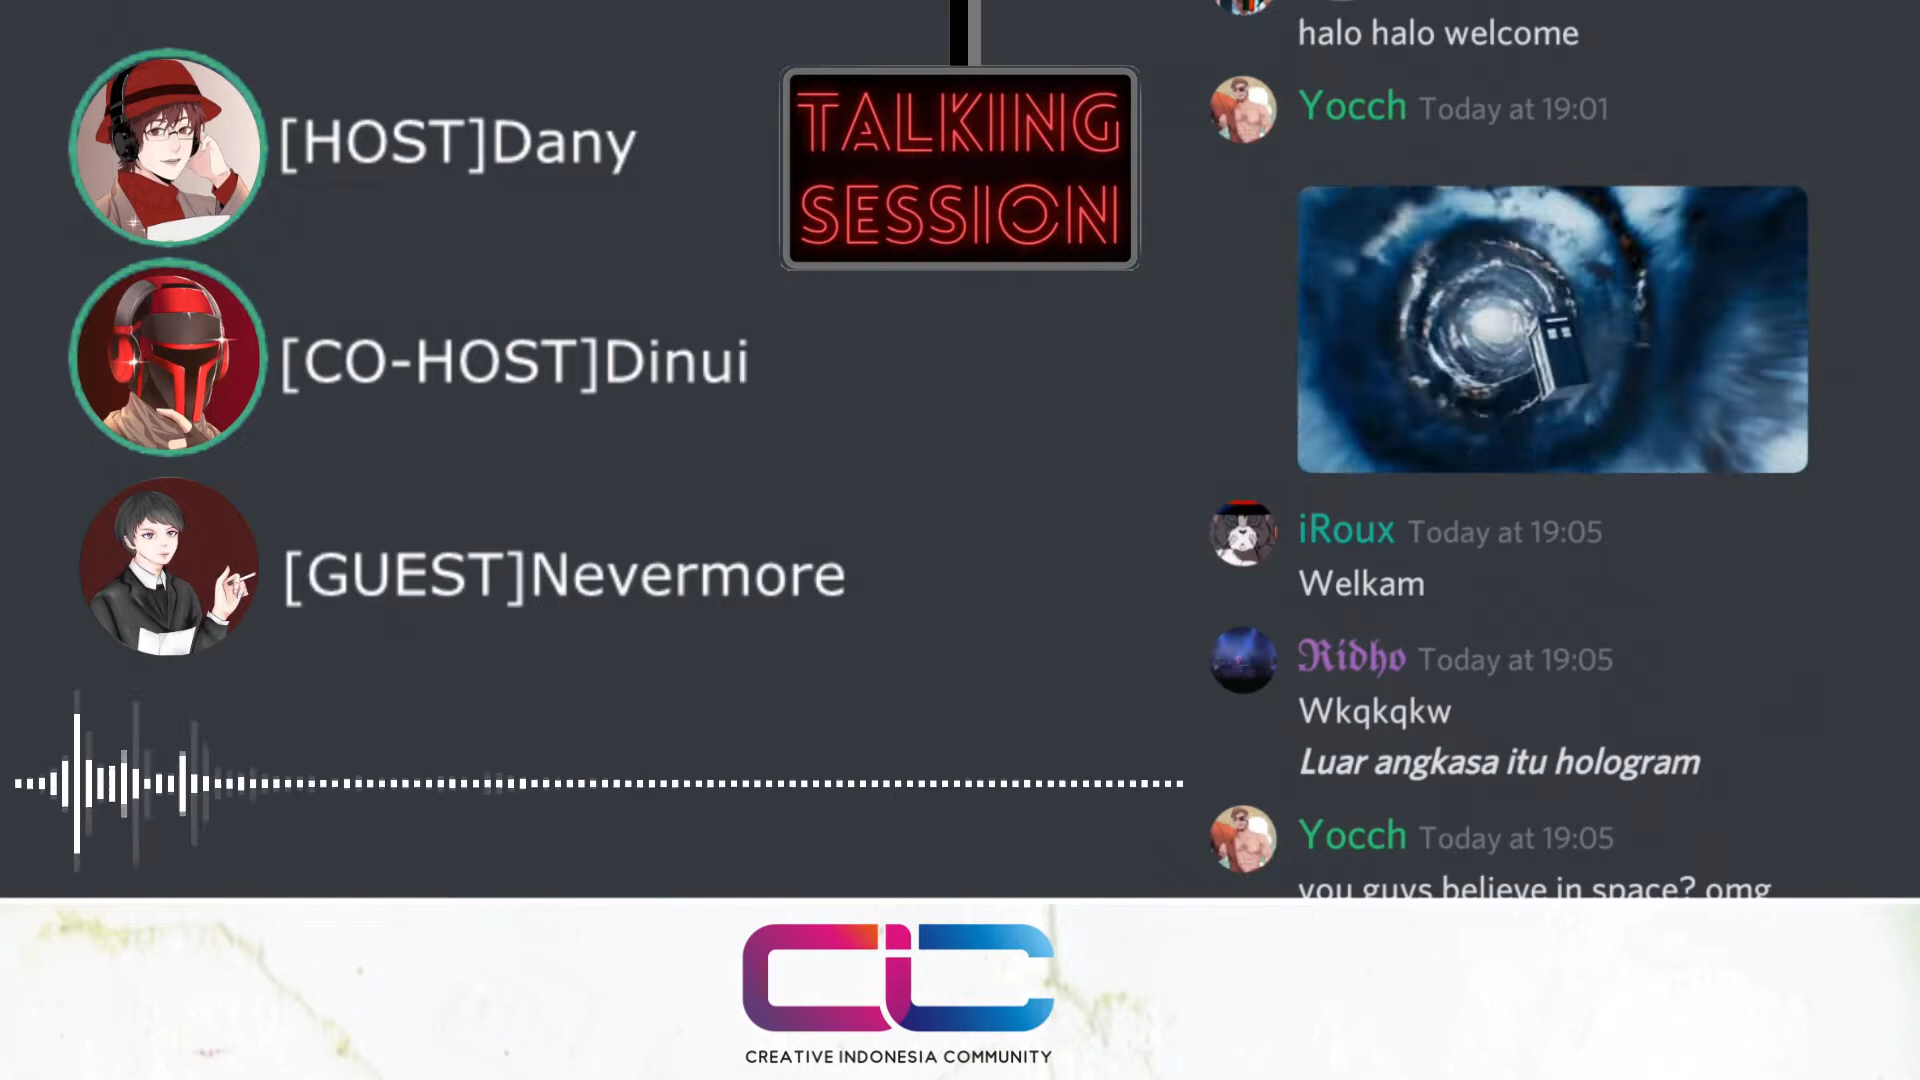 [HOST]Dany
[CO-HOST]Dinui
[GUEST]Nevermore
TALKING
SESSION
halo halo welcome
Yocch Today at 19:01
iRoux Today at 19:05
Welkam
Ridho Today at 19:05
Wkqkqkw
Luar angkasa itu hologram
Yocch Today at 19:05
you guys believe in space? omg
CiC
CREATIVE INDONESIA COMMUNITY